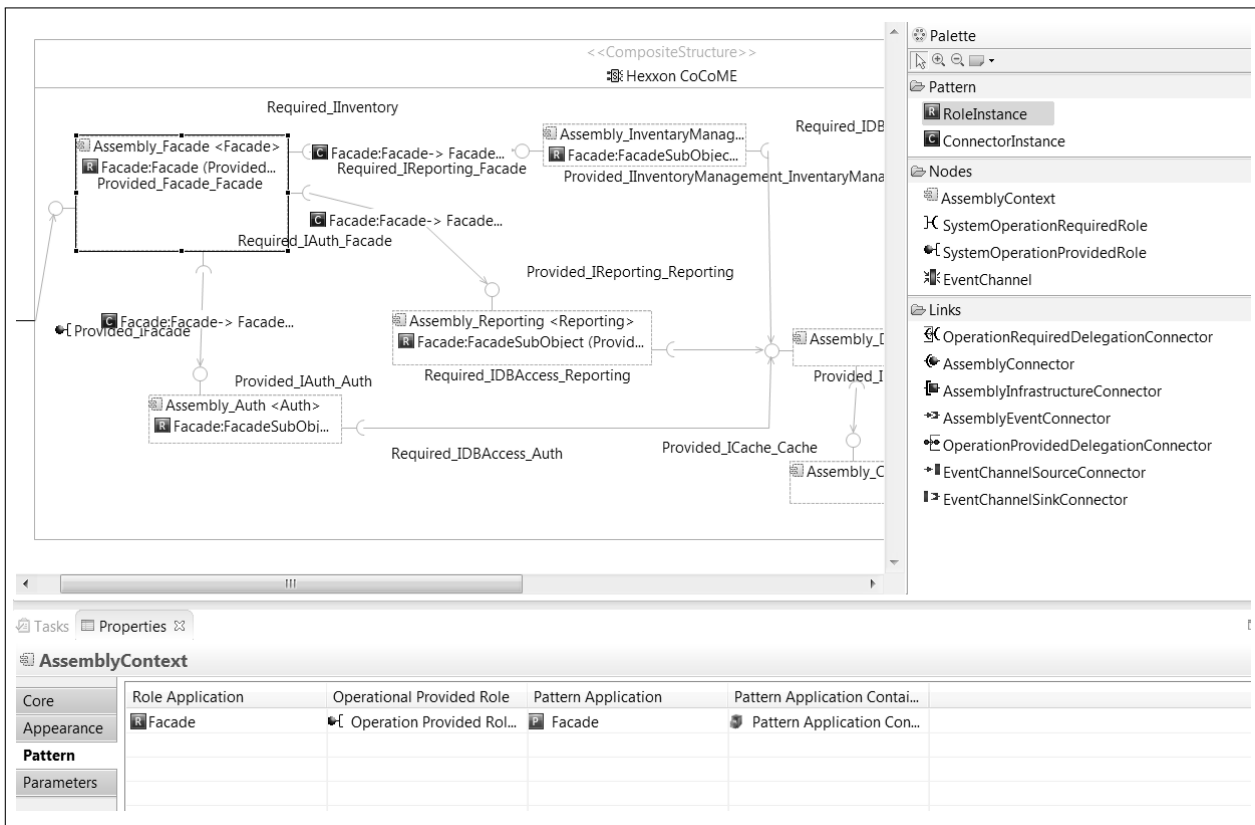 <<CompositeStructure>>
Hexxon CoCoME
Required_IInventory
Assembly_Facade <Facade>
Facade:Facade (Provided...
Provided_Facade_Facade
Facade:Facade-> Facade...
Required_IReporting_Facade
Assembly_InventaryManag...
Facade:FacadeSubObjec...
Required_IDB
Provided_IInventoryManagement_InventaryMana
Facade:Facade-> Facade...
Required_IAuth_Facade
Provided_IReporting_Reporting
Provided_IFacade
Facade:Facade-> Facade...
Assembly_Reporting <Reporting>
Facade:FacadeSubObject (Provid...
Required_IDBAccess_Reporting
Assembly_D
Provided_I
Provided_IAuth_Auth
Assembly_Auth <Auth>
Facade:FacadeSubObj...
Required_IDBAccess_Auth
Provided_ICache_Cache
Assembly_C
Palette
Pattern
R RoleInstance
C ConnectorInstance
Nodes
AssemblyContext
SystemOperationRequiredRole
SystemOperationProvidedRole
EventChannel
Links
OperationRequiredDelegationConnector
AssemblyConnector
AssemblyInfrastructureConnector
AssemblyEventConnector
OperationProvidedDelegationConnector
EventChannelSourceConnector
EventChannelSinkConnector
Tasks Properties
AssemblyContext
Core
Appearance
Pattern
Parameters
Role Application Operational Provided Role Pattern Application Pattern Application Contai...
R Facade Operation Provided Rol... P Facade Pattern Application Con...